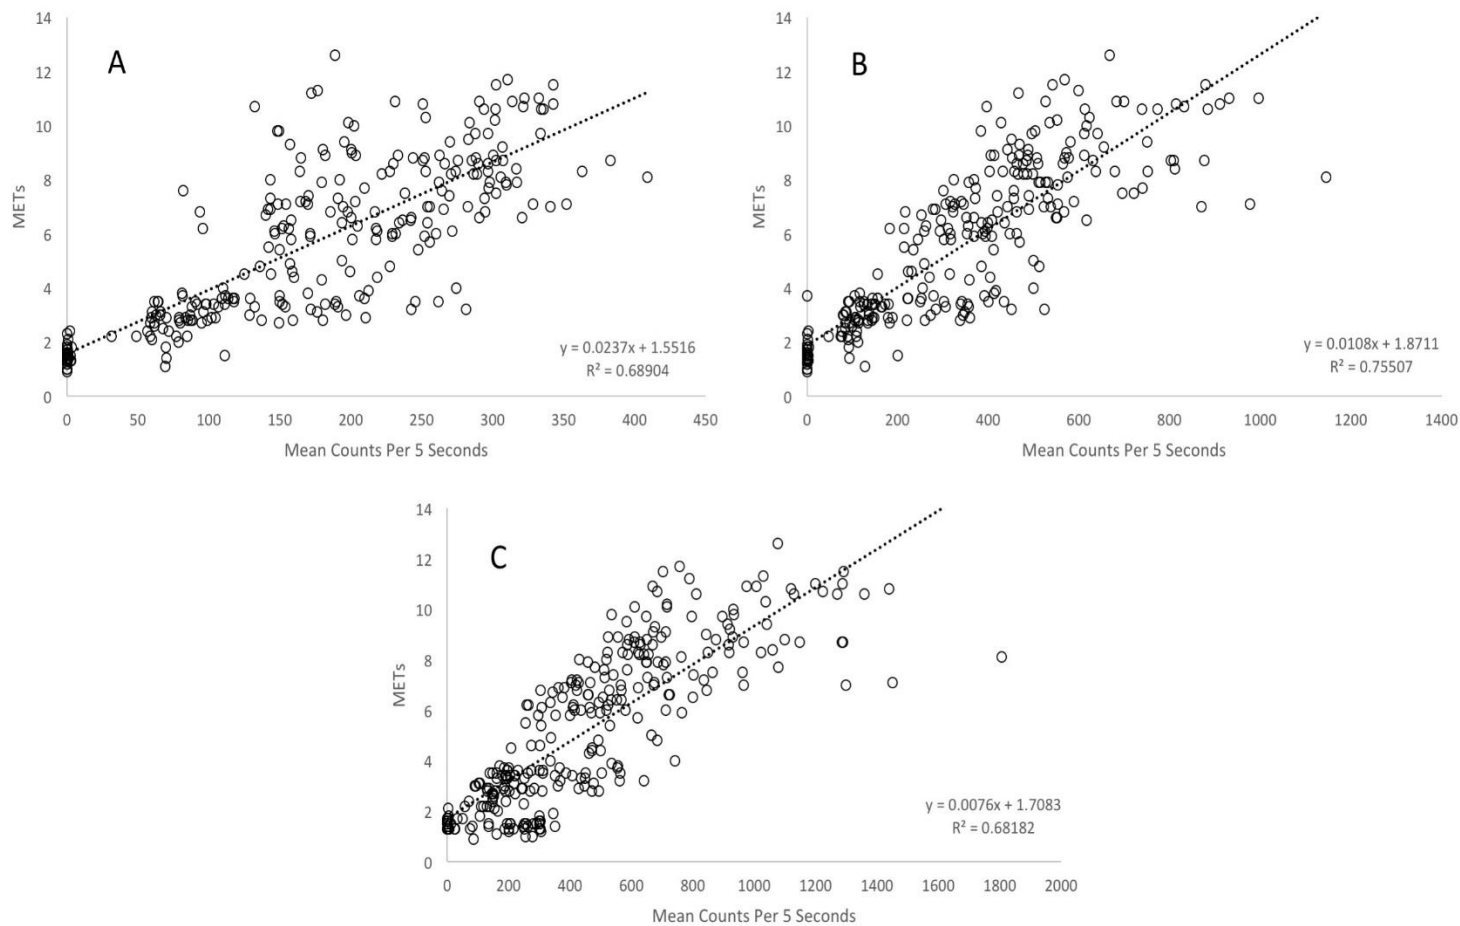 A
14
12
10
8
6
4
2
0
METs
y = 0.0237x + 1.5516
R² = 0.68904
0 50 100 150 200 250 300 350 400 450
Mean Counts Per 5 Seconds
B
14
12
10
8
6
4
2
0
METs
y = 0.0108x + 1.8711
R² = 0.75507
0 200 400 600 800 1000 1200 1400
Mean Counts Per 5 Seconds
C
14
12
10
8
6
4
2
0
METs
y = 0.0076x + 1.7083
R² = 0.68182
0 200 400 600 800 1000 1200 1400 1600 1800 2000
Mean Counts Per 5 Seconds